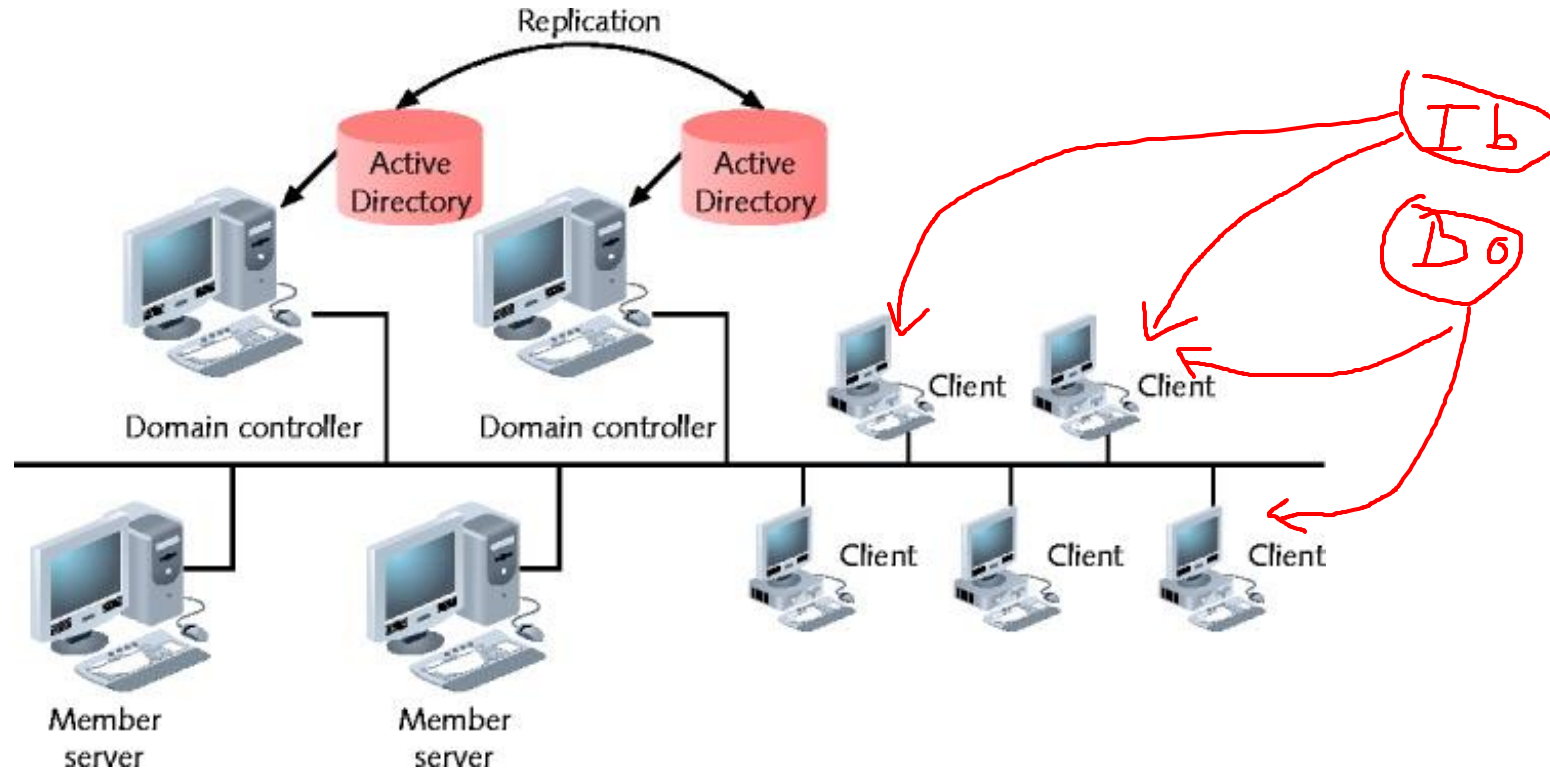 Replication
Active
Directory
Active
Directory
Ib
Do
Client
Client
Domain controller
Domain controller
Client
Client
Client
Member
server
Member
server